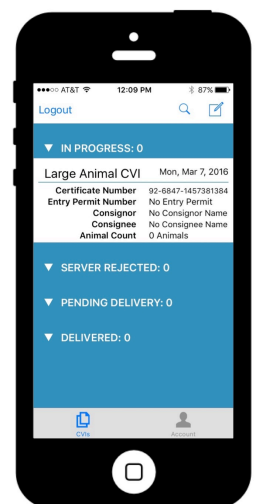 ●●●○○ AT&T 12:09 PM 87%
Logout
▼ IN PROGRESS: 0
Large Animal CVI Mon, Mar 7, 2016
Certificate Number 92-6847-1457381384
Entry Permit Number No Entry Permit
Consignor No Consignor Name
Consignee No Consignee Name
Animal Count 0 Animals
▼ SERVER REJECTED: 0
▼ PENDING DELIVERY: 0
▼ DELIVERED: 0
CVIs Account